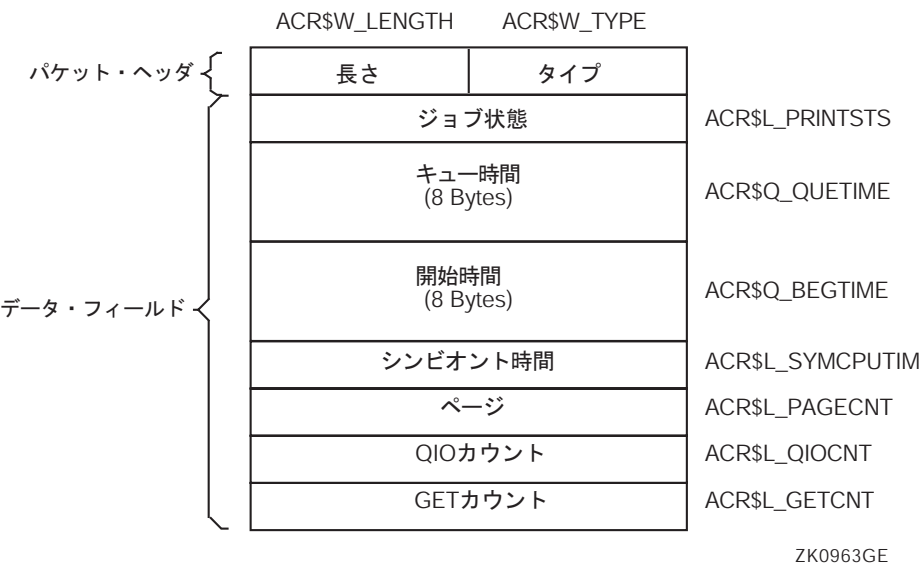 ACR$W_LENGTH ACR$W_TYPE
パケット・ヘッダ 長さ タイプ
ジョブ状態 ACR$L_PRINTSTS
キュー時間
(8 Bytes) ACR$Q_QUETIME
開始時間
(8 Bytes) ACR$Q_BEGTIME
データ・フィールド
シンビオント時間 ACR$L_SYMCPUTIM
ページ ACR$L_PAGECNT
QIOカウント ACR$L_QIOCNT
GETカウント ACR$L_GETCNT
ZK0963GE